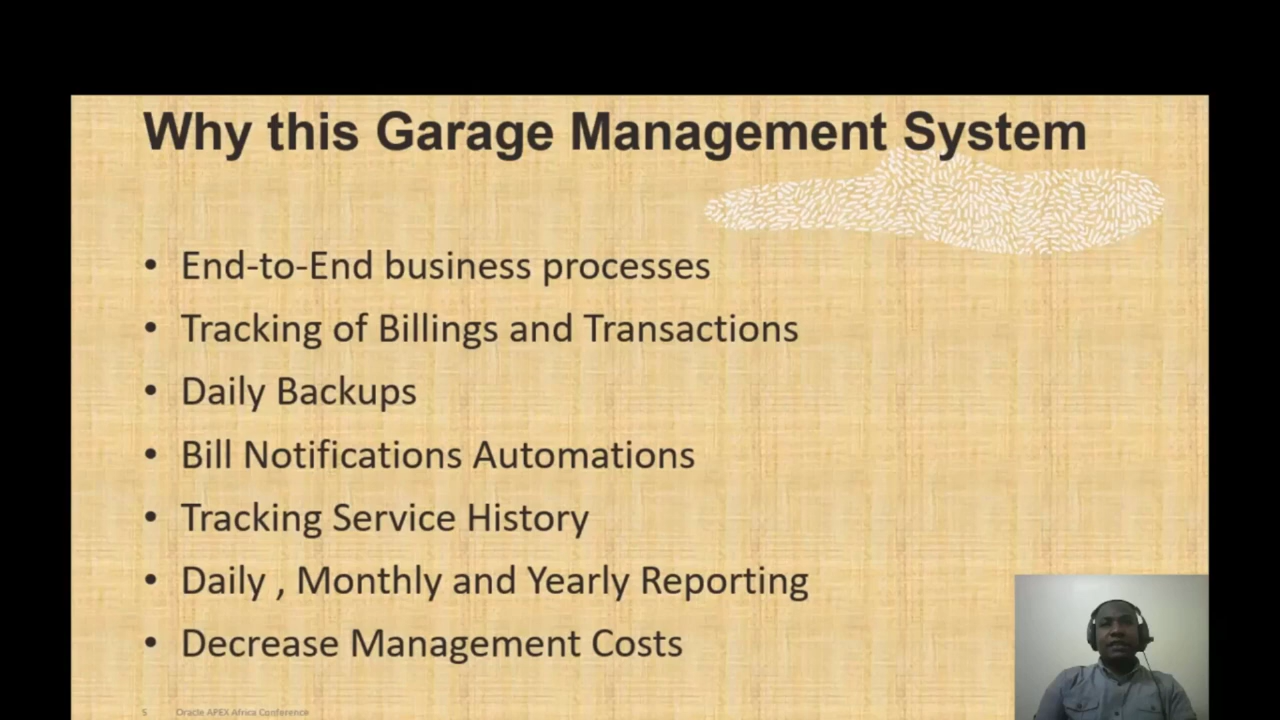 Why this Garage Management System
• End-to-End business processes
• Tracking of Billings and Transactions
• Daily Backups
• Bill Notifications Automations
• Tracking Service History
• Daily , Monthly and Yearly Reporting
• Decrease Management Costs
5 Oracle APEX Africa Conference